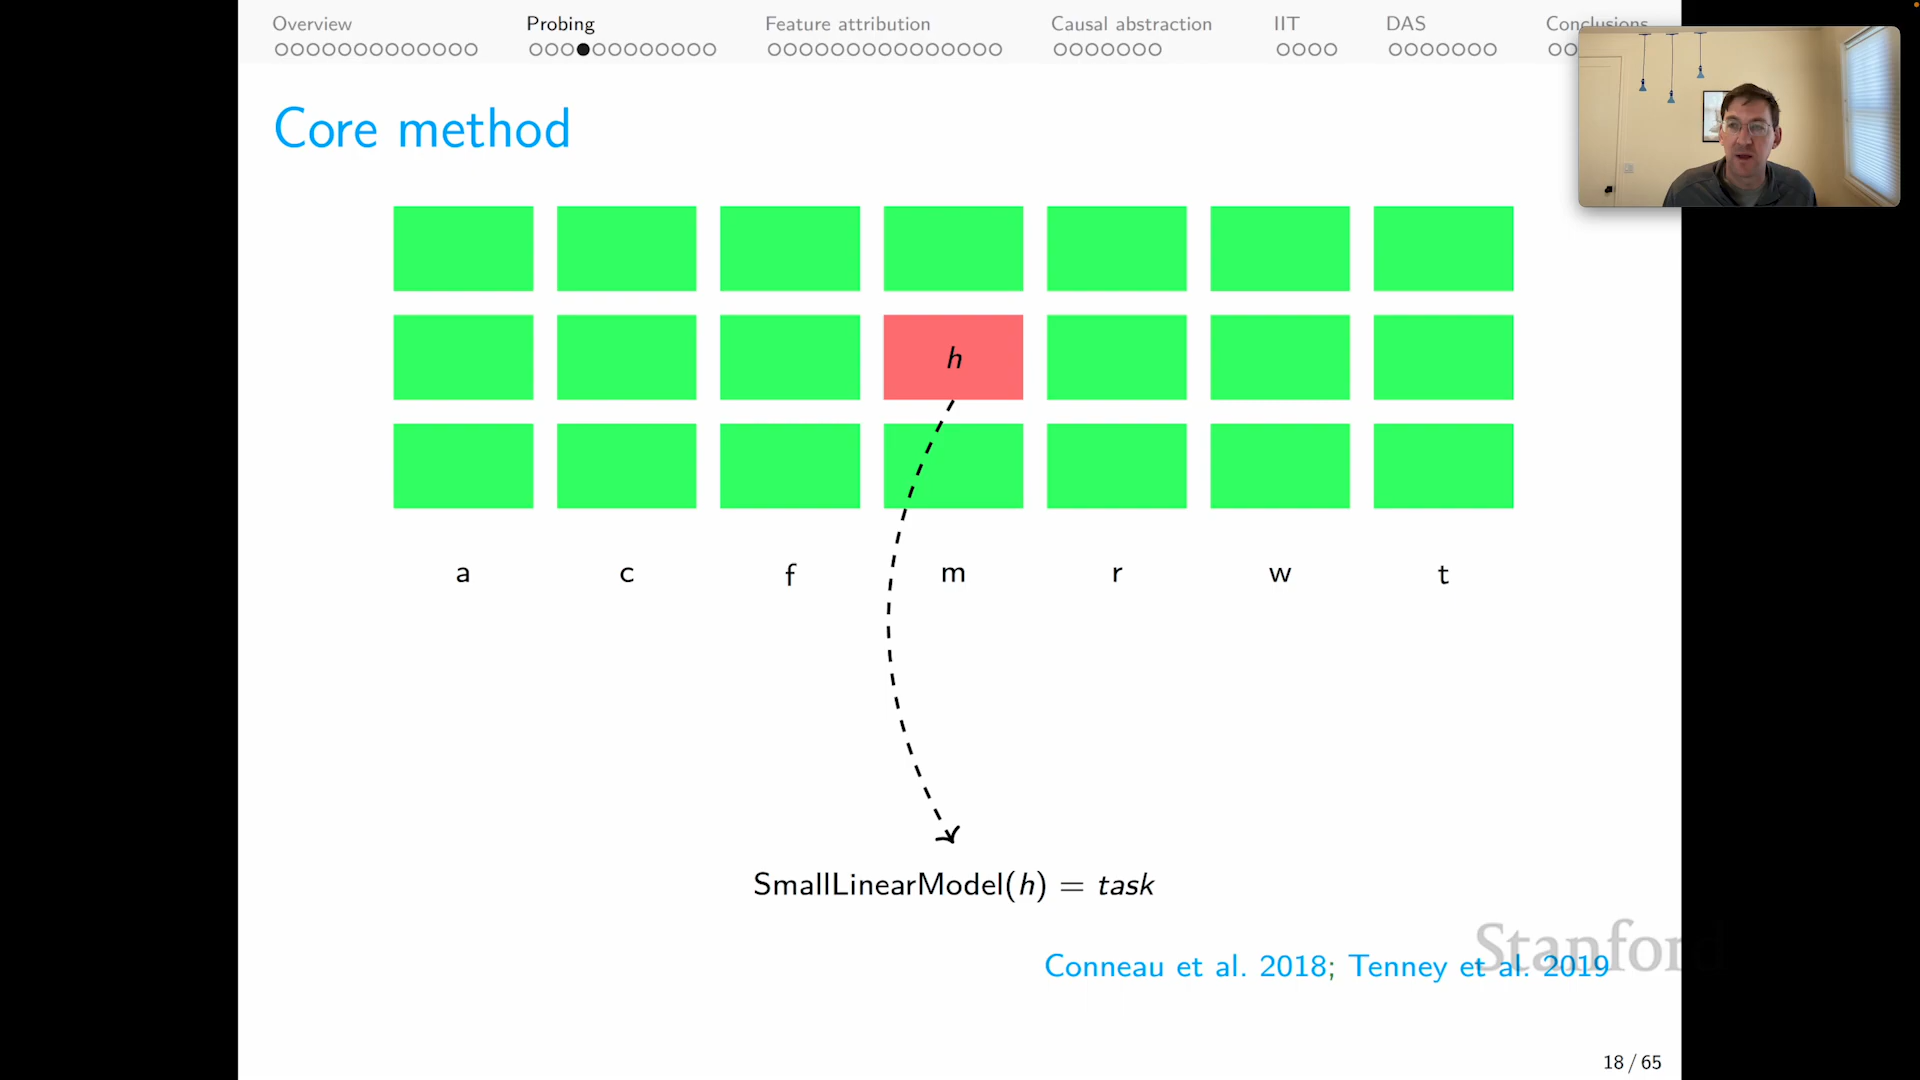 Overview Probing Feature attribution Causal abstraction IIT DAS Conclusions
Core method
h
a c f m r w t
SmallLinearModel(h) = task
Stanford
Conneau et al. 2018; Tenney et al. 2019
18 / 65